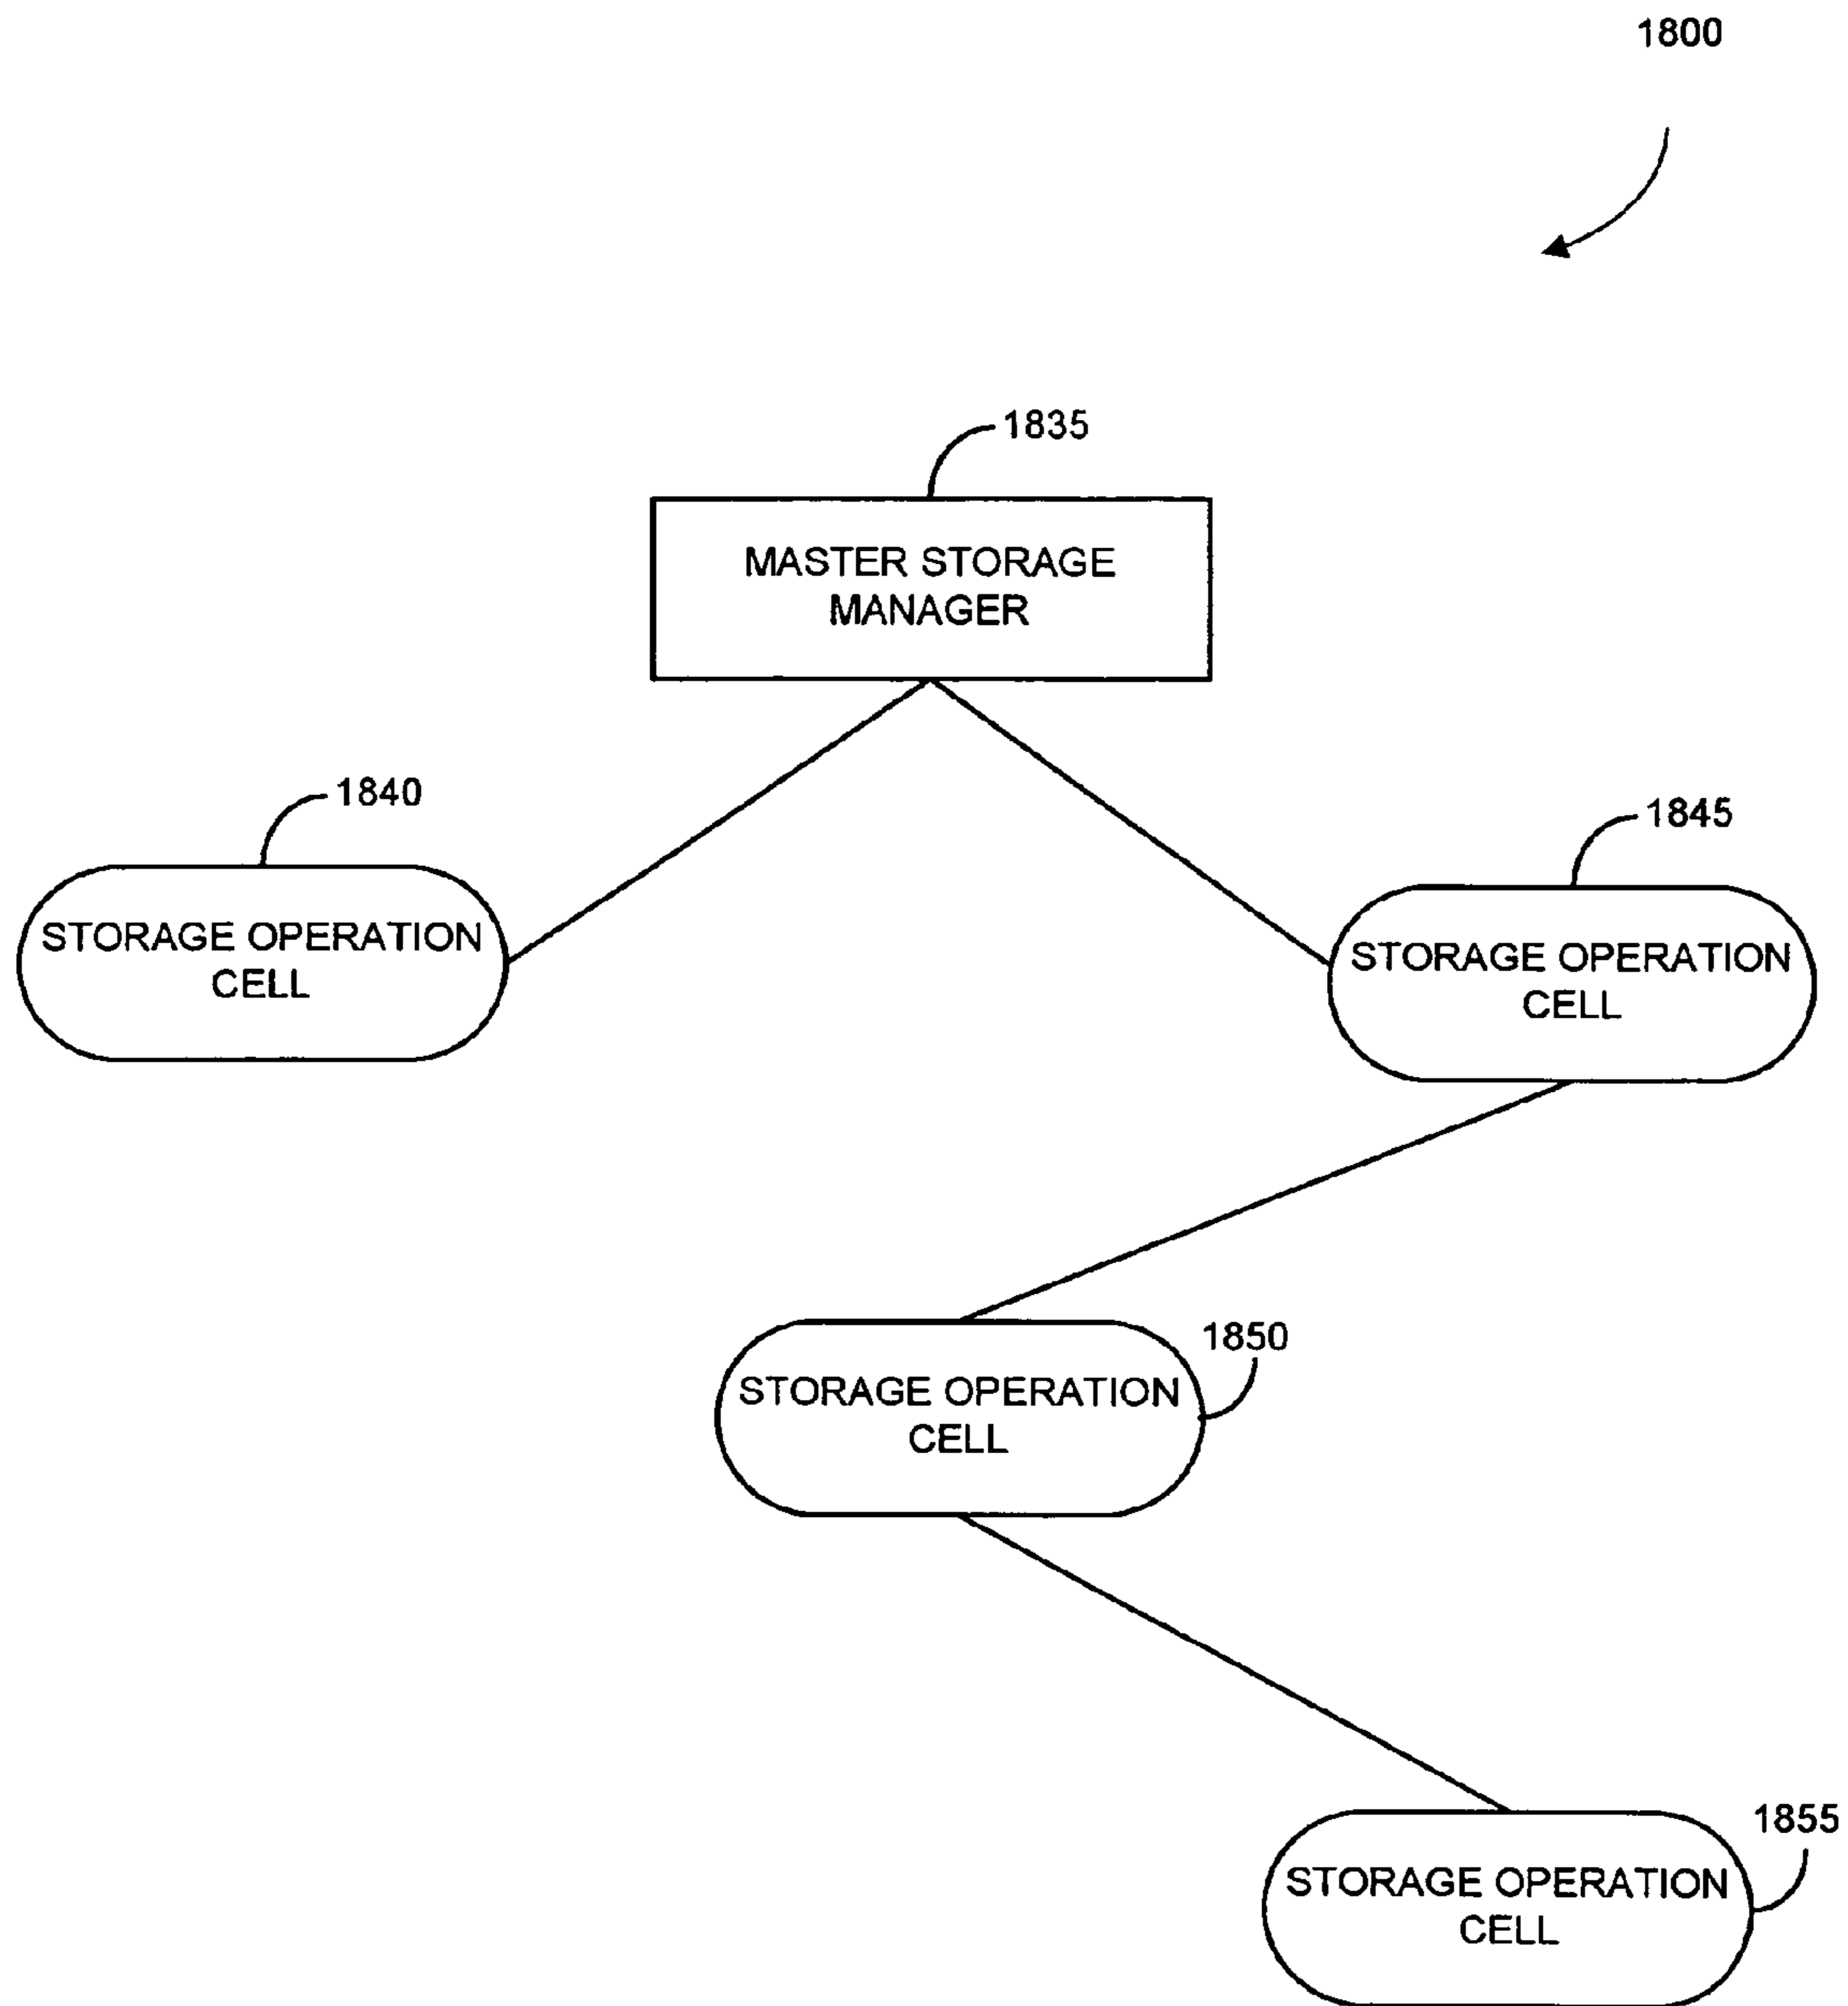 1800
1835
MASTER STORAGE
MANAGER
1840
1845
STORAGE OPERATION
CELL
STORAGE OPERATION
CELL
1850
STORAGE OPERATION
CELL
1855
STORAGE OPERATION
CELL